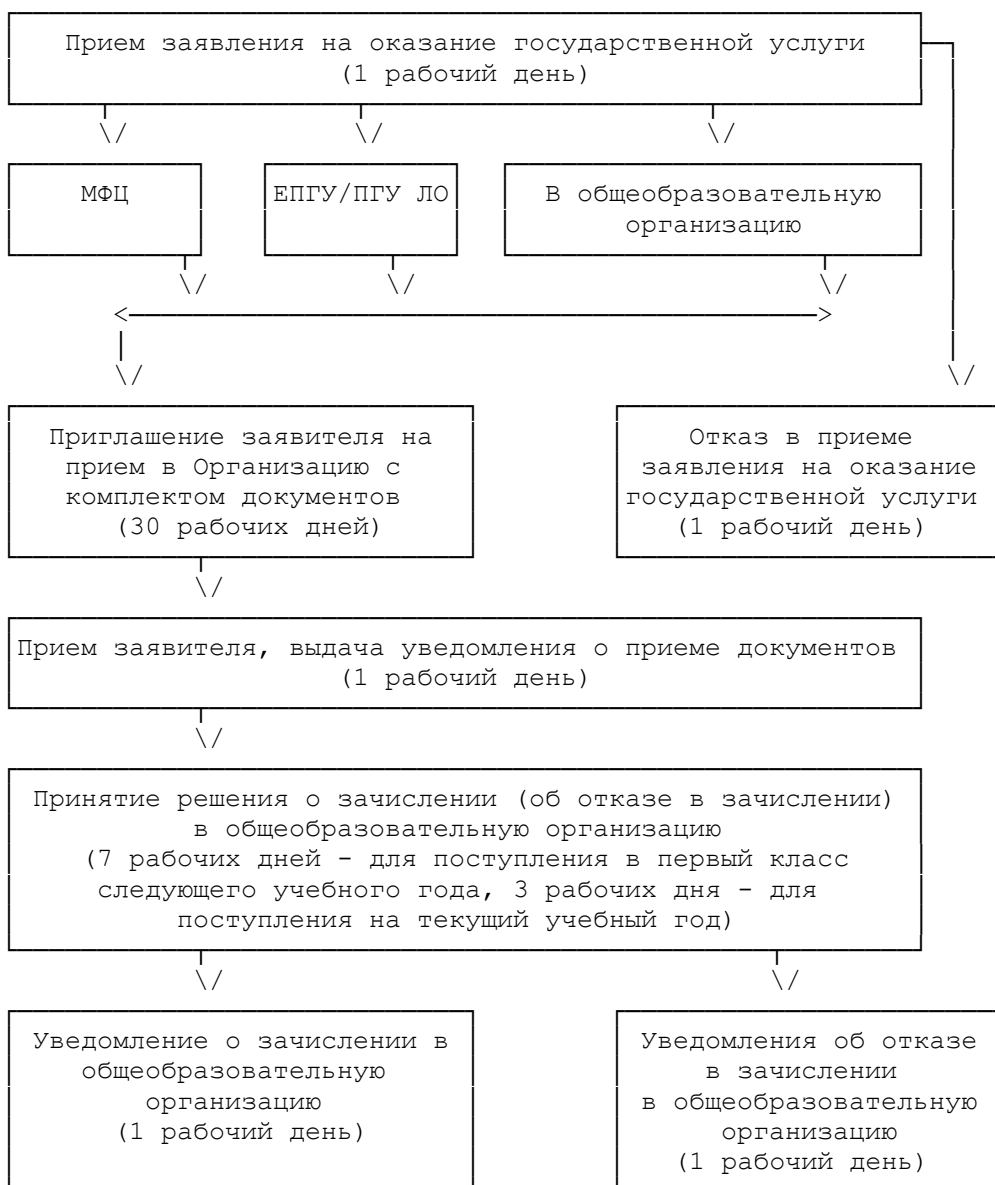 Прием заявления на оказание государственной услуги
(1 рабочий день)
МФЦ
ЕПГУ/ПГУ ЛО
В общеобразовательную
организацию
Приглашение заявителя на
прием в Организацию с
комплектом документов
(30 рабочих дней)
Отказ в приеме
заявления на оказание
государственной услуги
(1 рабочий день)
Прием заявителя, выдача уведомления о приеме документов
(1 рабочий день)
Принятие решения о зачислении (об отказе в зачислении)
в общеобразовательную организацию
(7 рабочих дней - для поступления в первый класс
следующего учебного года, 3 рабочих дня - для
поступления на текущий учебный год)
Уведомление о зачислении в
общеобразовательную
организацию
(1 рабочий день)
Уведомления об отказе
в зачислении
в общеобразовательную
организацию
(1 рабочий день)